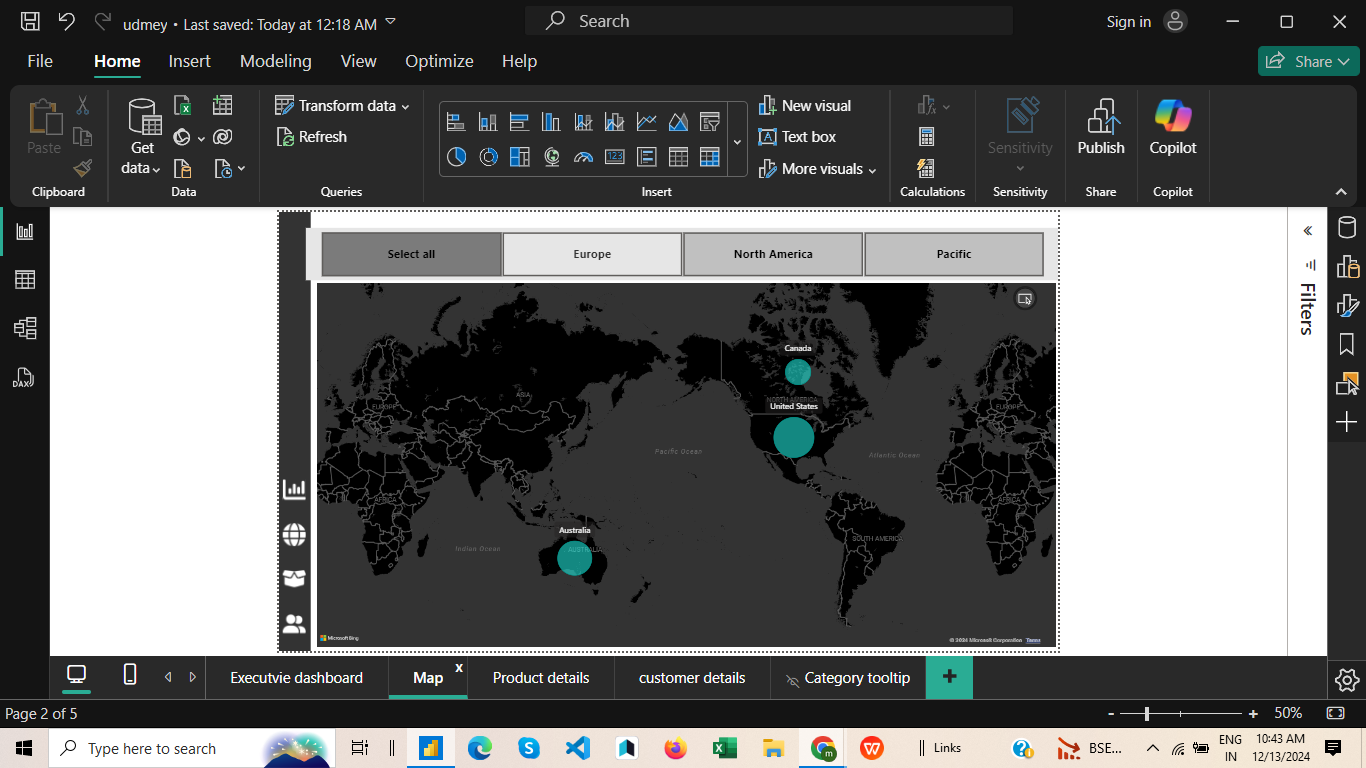 udmey • Last saved: Today at 12:18 AM
Search
Sign in
File Home Insert Modeling View Optimize Help
Share
Paste
Get data
Transform data
Refresh
New visual
Text box
More visuals
123
Sensitivity
Publish
Copilot
Clipboard Data Queries Insert Calculations Sensitivity Share Copilot
DAX
Select all Europe North America Pacific
Filters
Canada
NORTH AMERICA
United States
ASIA
EUROPE
EUROPE
Pacific Ocean
Atlantic Ocean
AFRICA
AFRICA
Australia
AUSTRALIA
Indian Ocean
SOUTH AMERICA
Microsoft Bing
© 2024 Microsoft Corporation Terms
Executvie dashboard Map x Product details customer details Category tooltip +
Page 2 of 5
- + 50%
Type here to search
Links
BSE...
ENG
IN
10:43 AM
12/13/2024